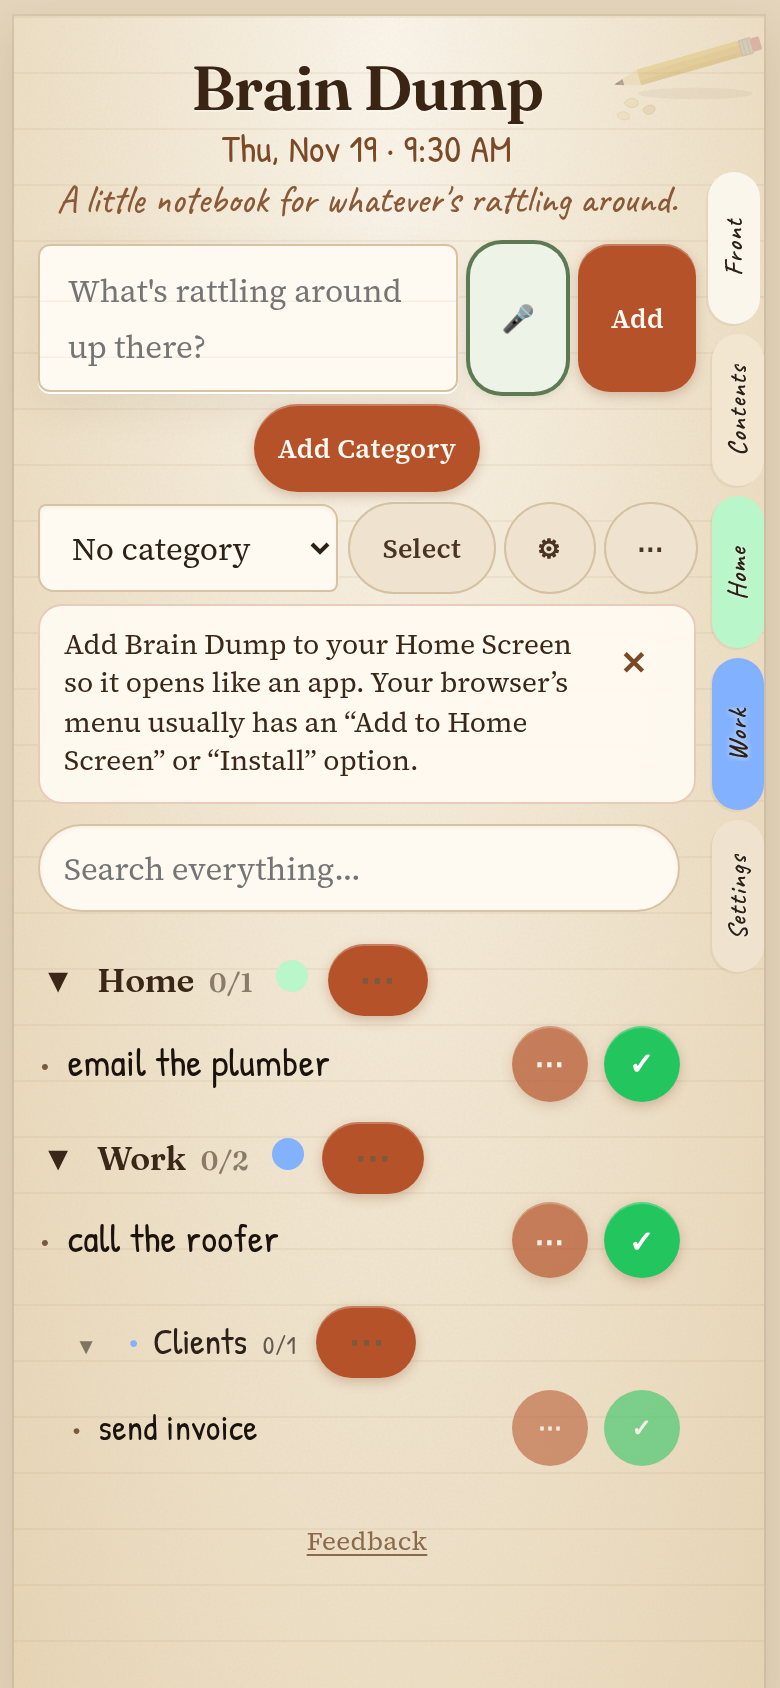 Brain Dump
Thu, Nov 19 · 9:30 AM
A little notebook for whatever's rattling around.
What's rattling around
up there?
Add
Add Category
No category
Select
...
Add Brain Dump to your Home Screen
so it opens like an app. Your browser’s
menu usually has an “Add to Home
Screen” or “Install” option.
Search everything...
Front
Contents
Home
Work
Settings
Home 0/1 ...
email the plumber ...
Work 0/2 ...
call the roofer ...
Clients 0/1 ...
send invoice ...
Feedback